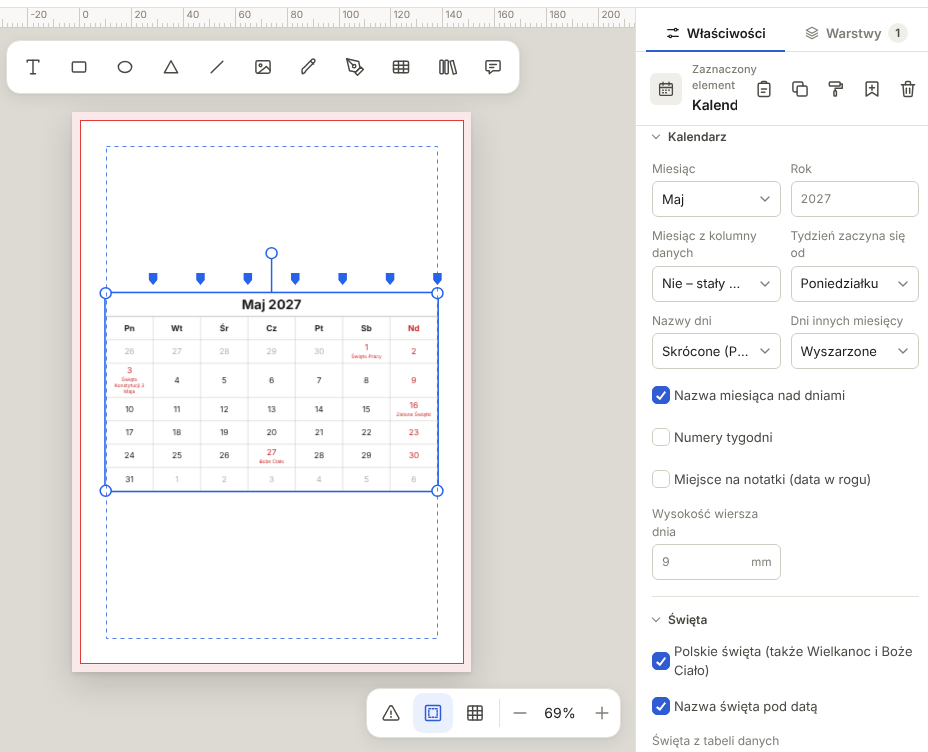 -20 0 20 40 60 80 100 120 140 160 180 200
Właściwości
Warstwy 1
Zaznaczony
element
Kalend
Kalendarz
Miesiąc
Rok
Maj
2027
Miesiąc z kolumny
danych
Tydzień zaczyna się
od
Nie – stały ...
Poniedziałku
Nazwy dni
Dni innych miesięcy
Skrócone (P...
Wyszarzone
Nazwa miesiąca nad dniami
Numery tygodni
Miejsce na notatki (data w rogu)
Wysokość wiersza
dnia
9 mm
Święta
Polskie święta (także Wielkanoc i Boże
Ciało)
Nazwa święta pod datą
Święta z tabeli danych
Maj 2027
Pn Wt Śr Cz Pt Sb Nd
26 27 28 29 30 1 2
Święto Pracy
3 4 5 6 7 8 9
Święto
Konstytucji 3
Maja
10 11 12 13 14 15 16
Zielone Świątki
17 18 19 20 21 22 23
24 25 26 27 28 29 30
Boże Ciało
31 1 2 3 4 5 6
69%